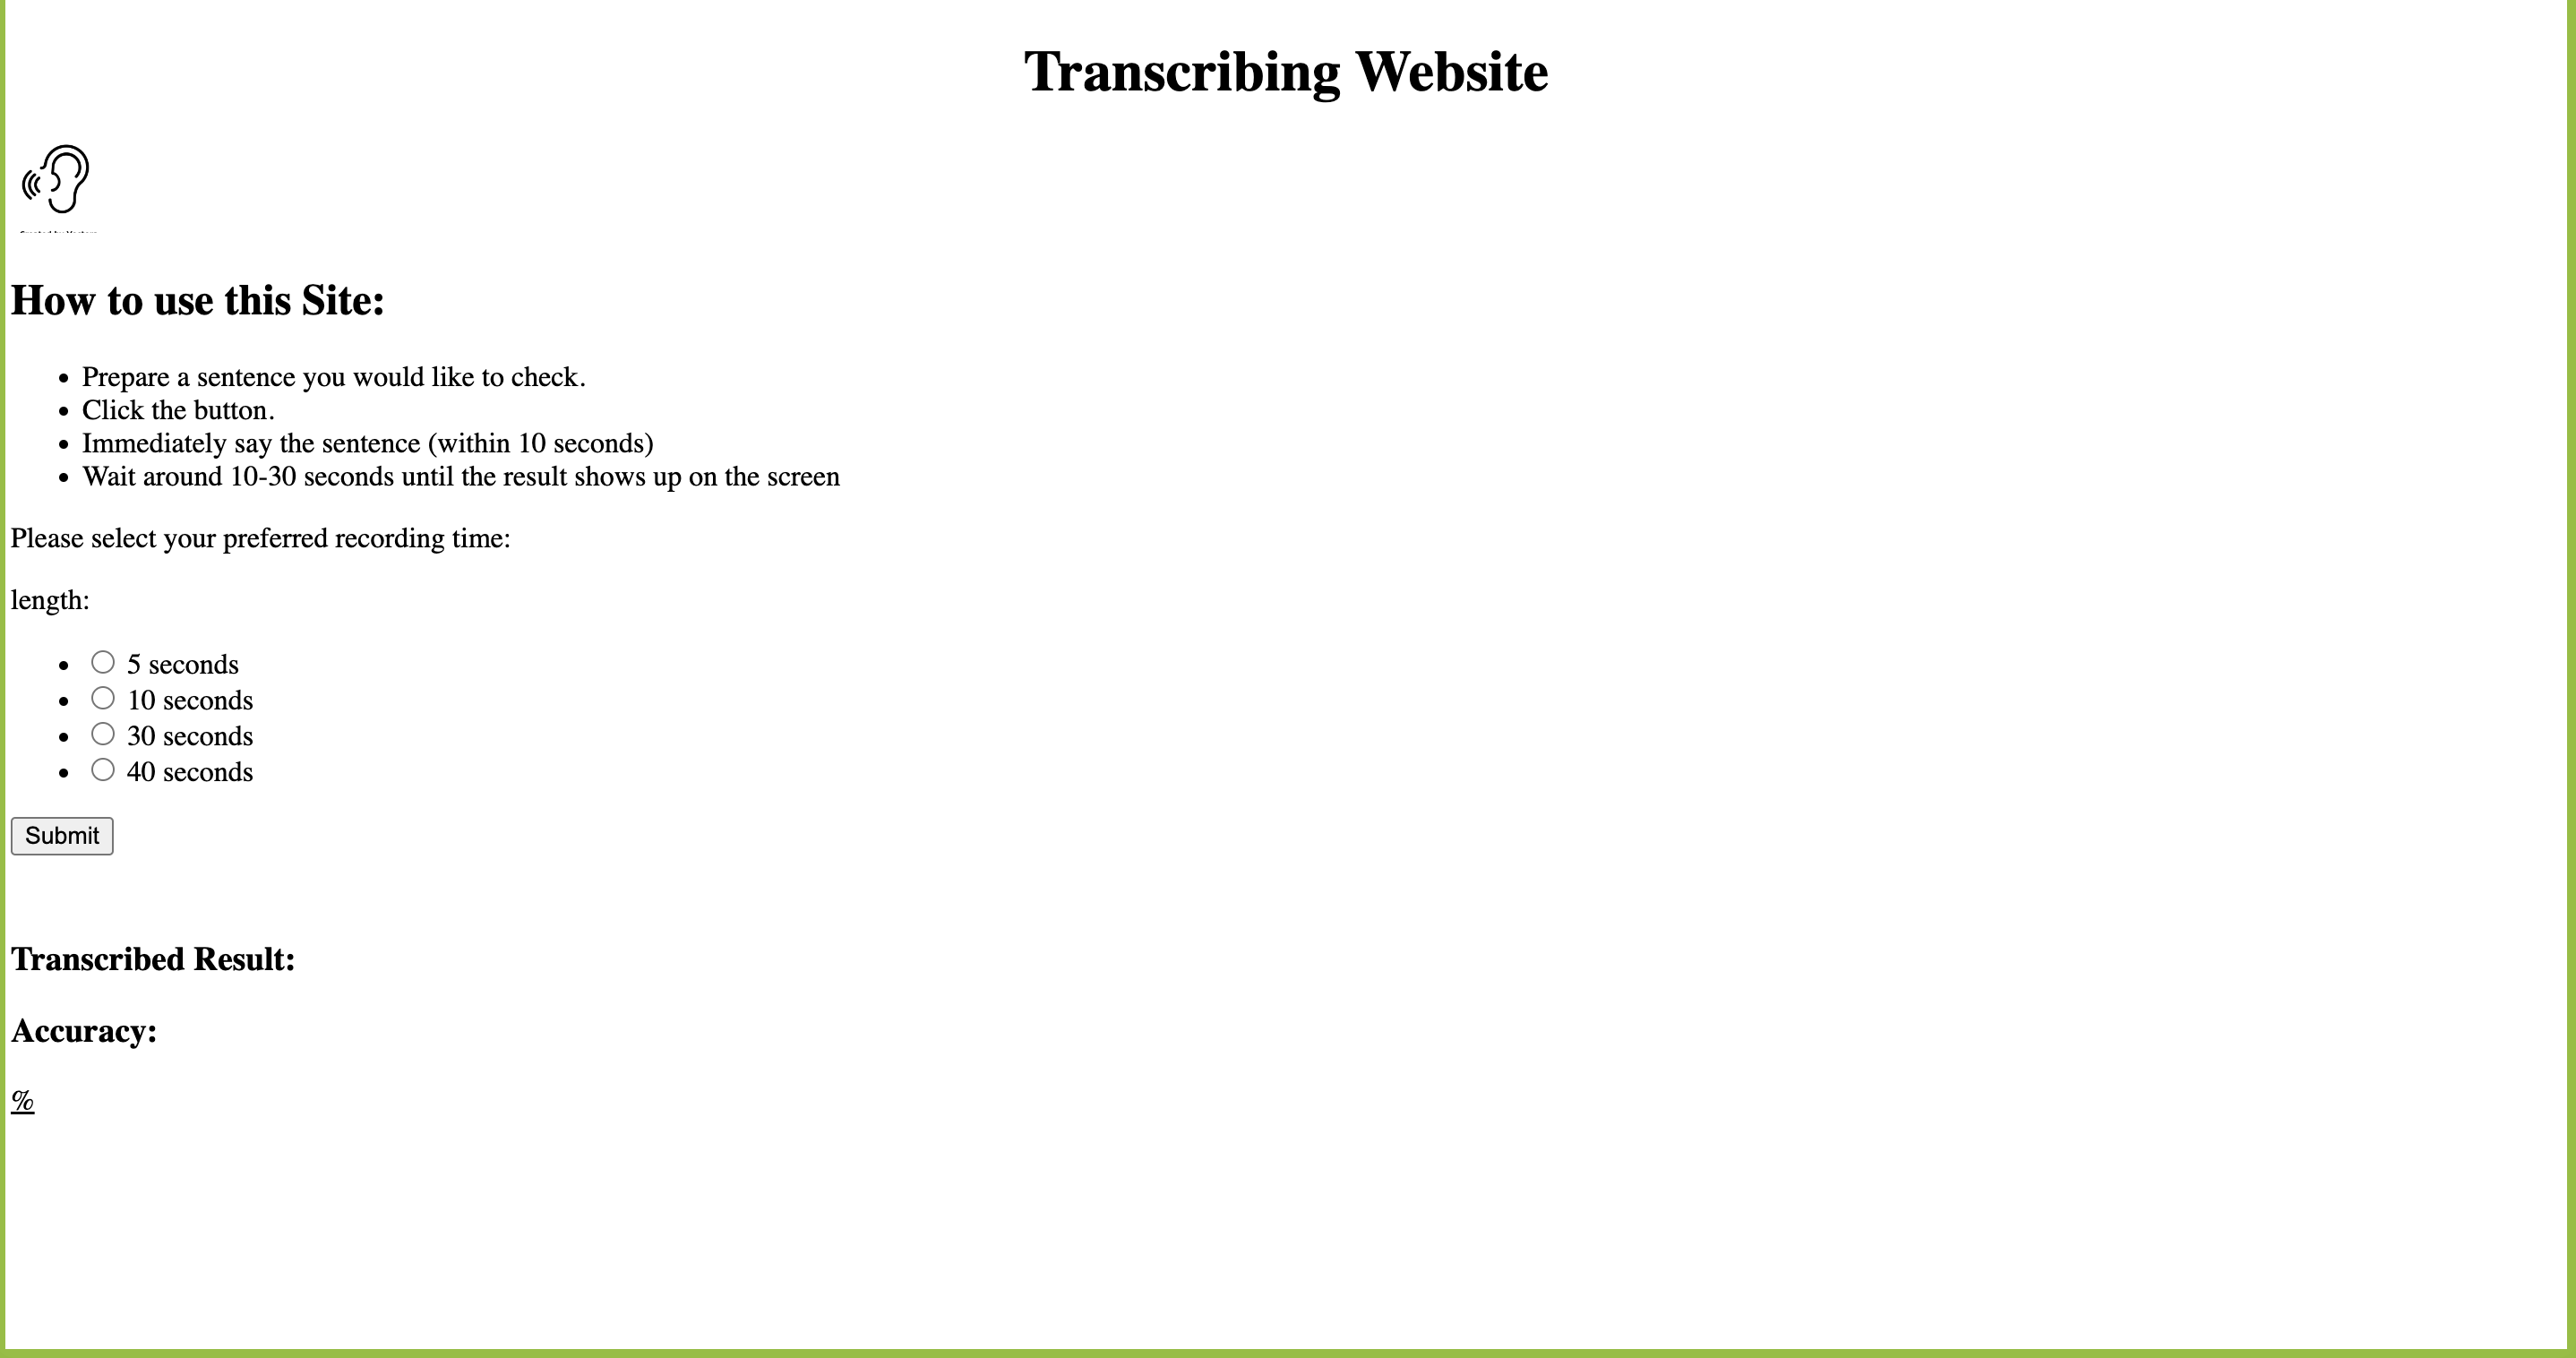 Transcribing Website
How to use this Site:
Prepare a sentence you would like to check.
Click the button.
Immediately say the sentence (within 10 seconds)
Wait around 10-30 seconds until the result shows up on the screen
Please select your preferred recording time:
length:
5 seconds
10 seconds
30 seconds
40 seconds
Submit
Transcribed Result:
Accuracy:
%